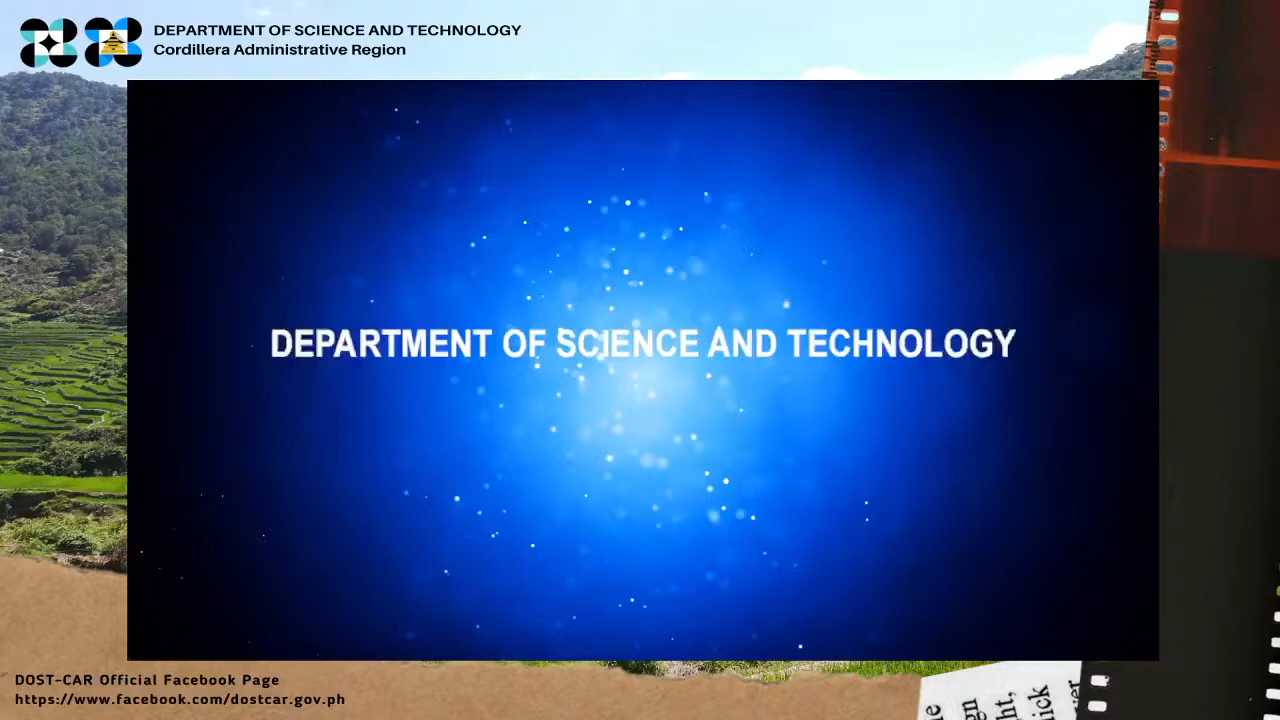 DEPARTMENT OF SCIENCE AND TECHNOLOGY
Cordillera Administrative Region
DEPARTMENT OF SCIENCE AND TECHNOLOGY
DOST-CAR Official Facebook Page
https://www.facebook.com/dostcar.gov.ph